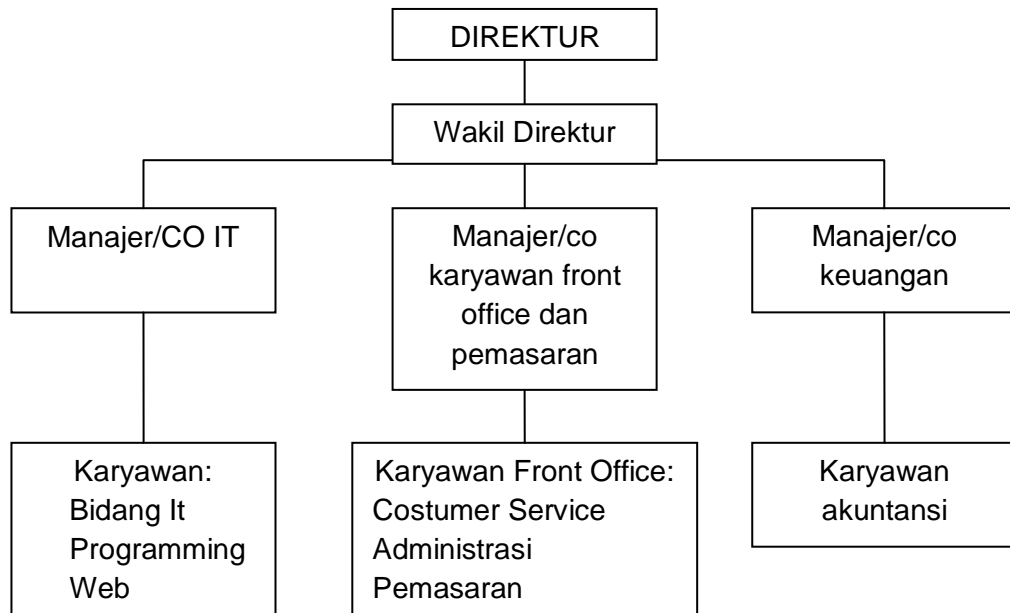 DIREKTUR
Wakil Direktur
Manajer/CO IT
Manajer/co
karyawan front
office dan
pemasaran
Manajer/co
keuangan
Karyawan:
Bidang It
Programming
Web
Karyawan Front Office:
Costumer Service
Administrasi
Pemasaran
Karyawan
akuntansi